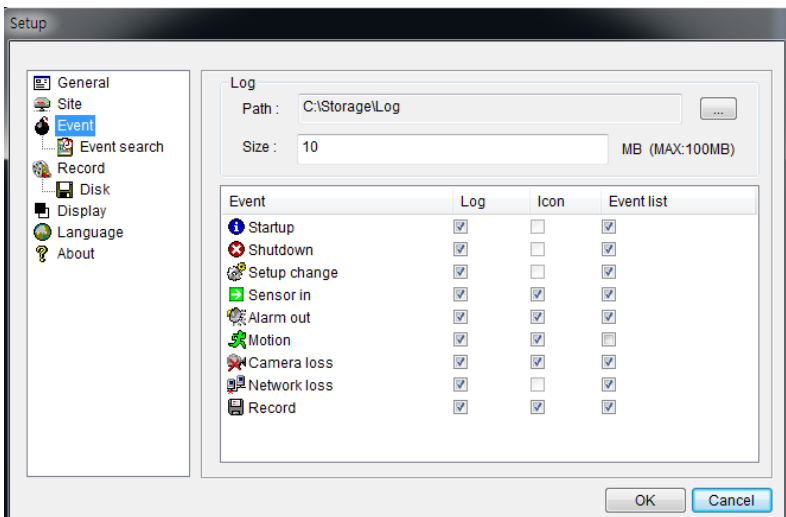 Setup
General
Site
Event
Event search
Record
Disk
Display
Language
About
Log
Path : C:\Storage\Log ...
Size : 10 MB (MAX:100MB)
Event Log Icon Event list
Startup
Shutdown
Setup change
Sensor in
Alarm out
Motion
Camera loss
Network loss
Record
OK Cancel